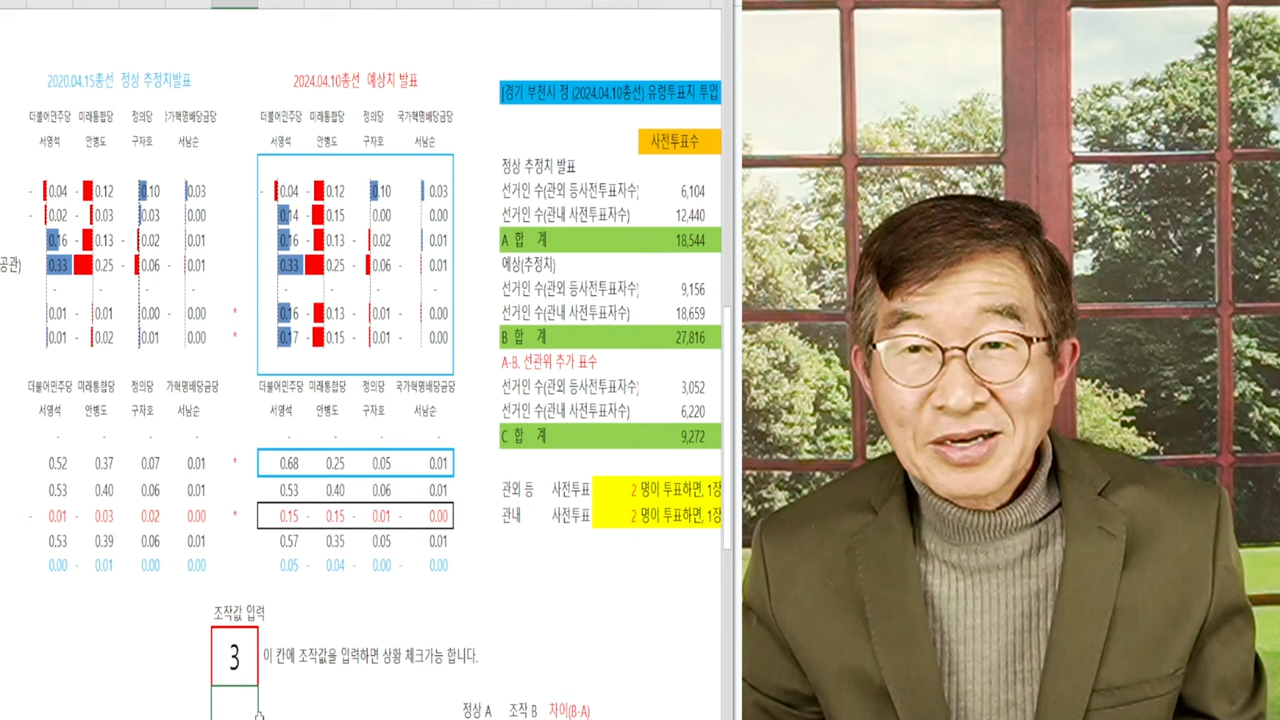 2020.04.15총선 정상 추정치발표
더불어민주당 미래통합당 정의당 가혁명배당금당
서영석 안병도 구자호 서남순
- 0.04 - 0.12 0.10 0.03
- 0.02 - 0.03 0.03 0.00
0.16 - 0.13 - 0.02 0.01
공관) 0.33 - 0.25 - 0.06 - 0.01
- - - -
0.01 - 0.01 0.00 - 0.00 *
0.01 - 0.02 0.01 - 0.00 *
더불어민주당 미래통합당 정의당 가혁명배당금당
서영석 안병도 구자호 서남순
- - - -
0.52 0.37 0.07 0.01 *
0.53 0.40 0.06 0.01
- 0.01 - 0.03 0.02 - 0.00 *
0.53 0.39 0.06 0.01
0.00 - 0.01 0.00 - 0.00
2024.04.10총선 예상치 발표
더불어민주당 미래통합당 정의당 국가혁명배당금당
서영석 안병도 구자호 서남순
- 0.04 - 0.12 0.10 0.03
0.14 - 0.15 0.00 0.00
0.16 - 0.13 - 0.02 0.01
0.33 - 0.25 - 0.06 - 0.01
- - - -
0.16 - 0.13 - 0.01 - 0.00
0.17 - 0.15 - 0.01 - 0.00
더불어민주당 미래통합당 정의당 국가혁명배당금당
서영석 안병도 구자호 서남순
- - - -
0.68 0.25 0.05 0.01
0.53 0.40 0.06 0.01
0.15 - 0.15 - 0.01 - 0.00
0.57 0.35 0.05 0.01
0.05 - 0.04 - 0.00 - 0.00
[경기 부천시 정 (2024.04.10총선) 유령투표지 투입
사전투표수
정상 추정치 발표
선거인 수(관외 등사전투표자수) 6,104
선거인 수(관내 사전투표자수) 12,440
A 합 계 18,544
예상(추정치)
선거인 수(관외 등사전투표자수) 9,156
선거인 수(관내 사전투표자수) 18,659
B 합 계 27,816
A-B. 선관위 추가 표수
선거인 수(관외 등사전투표자수) 3,052
선거인 수(관내 사전투표자수) 6,220
C 합 계 9,272
관외 등 사전투표 2 명이 투표하면, 1장
관내 사전투표 2 명이 투표하면, 1장
조작값 입력
3 이 칸에 조작값을 입력하면 상황 체크가능 합니다.
정상 A 조작 B 차이(B-A)